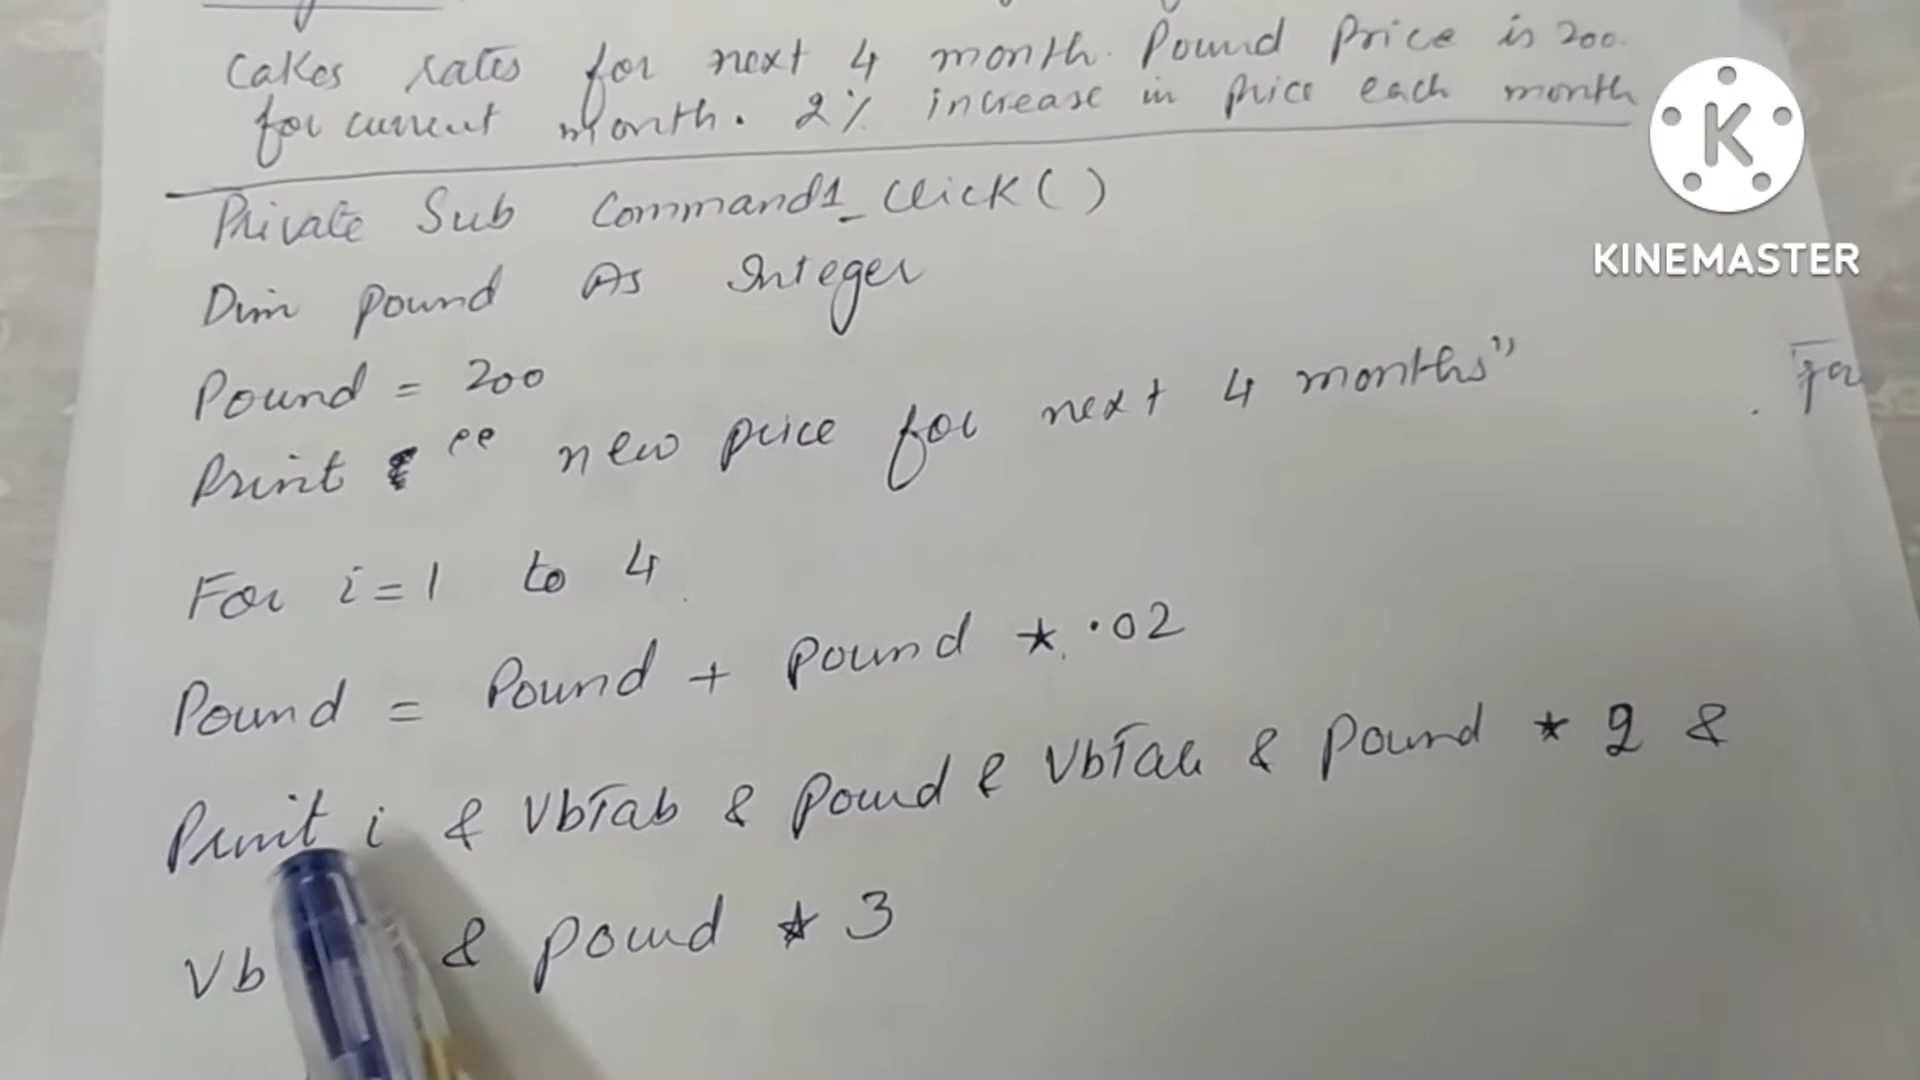 Cakes rates for next 4 month. Pound Price is 200.
for current month. 2% increase in price each month
Private Sub Command1_Click()
Dim Pound As Integer
Pound = 200
Print "new price for next 4 months"
For i=1 to 4
Pound = Pound + Pound * .02
Print i & VbTab & Pound & VbTab & Pound * 2 &
Vb & Pound * 3
K
KINEMASTER